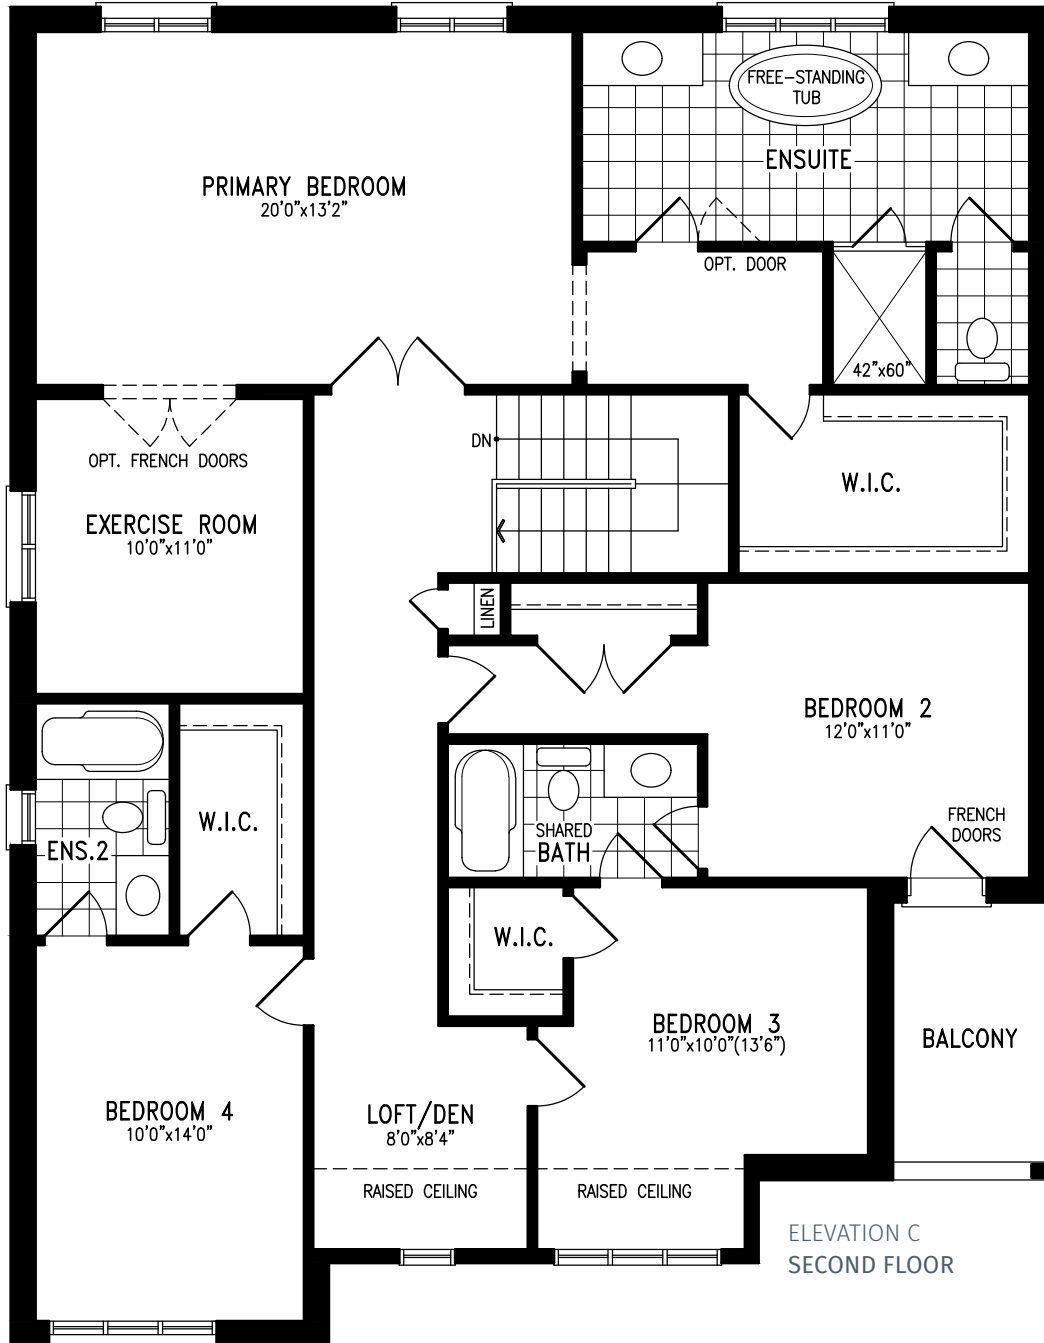 FREE-STANDING
TUB
ENSUITE
PRIMARY BEDROOM
20'0"x13'2"
OPT. DOOR
42"x60"
DN
OPT. FRENCH DOORS
W.I.C.
EXERCISE ROOM
10'0"x11'0"
LINEN
BEDROOM 2
12'0"x11'0"
W.I.C.
ENS.2
SHARED
BATH
FRENCH
DOORS
W.I.C.
BEDROOM 3
11'0"x10'0"(13'6")
BALCONY
BEDROOM 4
10'0"x14'0"
LOFT/DEN
8'0"x8'4"
RAISED CEILING
RAISED CEILING
ELEVATION C
SECOND FLOOR